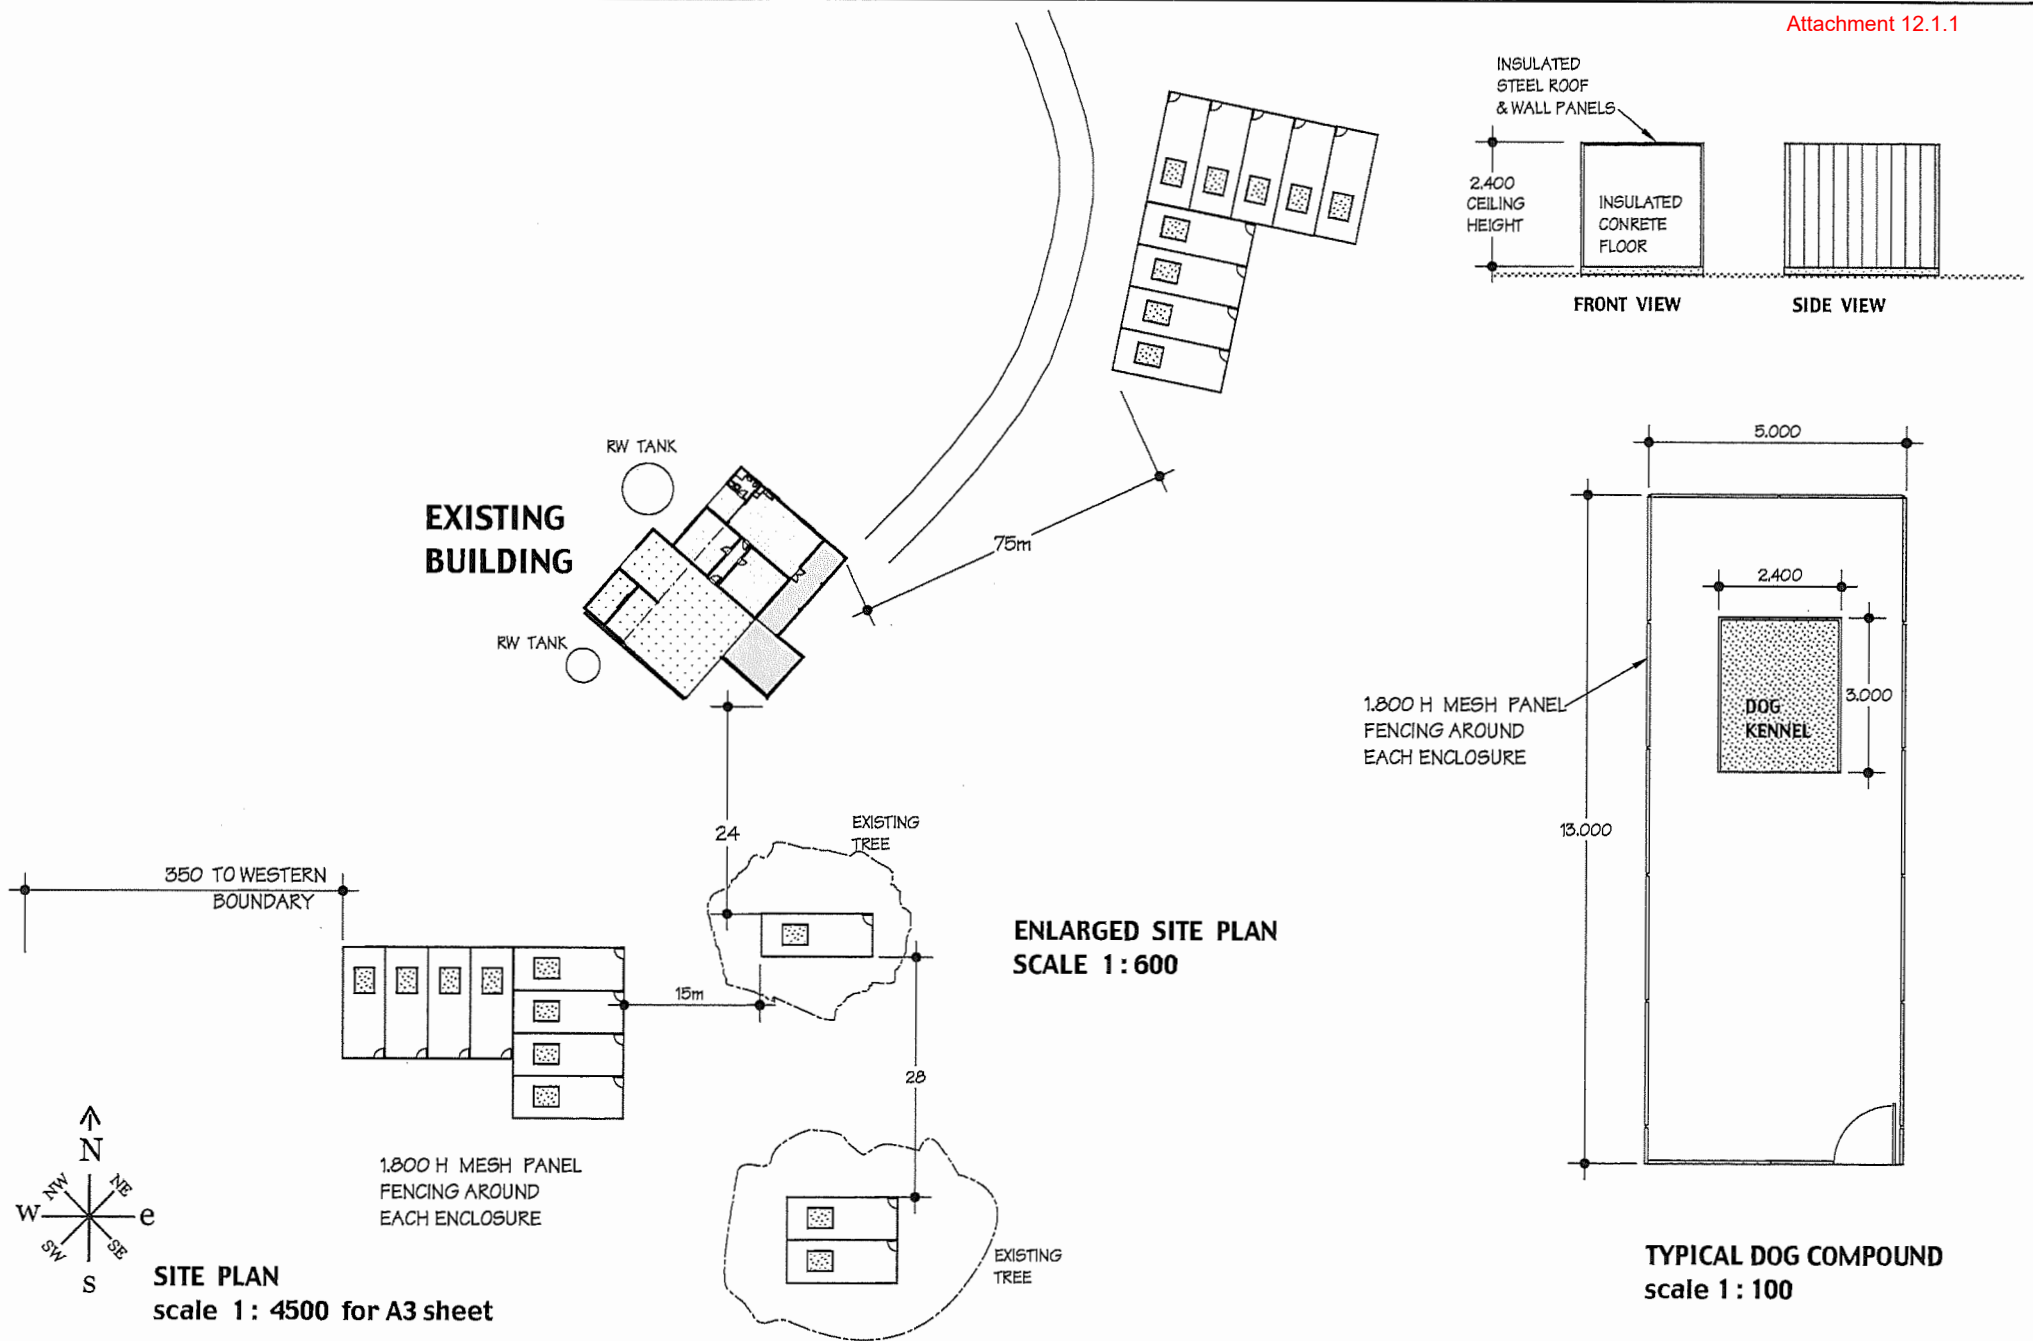 Attachment 12.1.1
INSULATED
STEEL ROOF
& WALL PANELS
2.400
CEILING
HEIGHT
INSULATED
CONRETE
FLOOR
FRONT VIEW
SIDE VIEW
RW TANK
EXISTING
BUILDING
RW TANK
75m
5.000
2.400
3.000
DOG
KENNEL
13.000
1.800 H MESH PANEL
FENCING AROUND
EACH ENCLOSURE
24
EXISTING
TREE
350 TO WESTERN
BOUNDARY
15m
ENLARGED SITE PLAN
SCALE 1:600
28
1.800 H MESH PANEL
FENCING AROUND
EACH ENCLOSURE
EXISTING
TREE
N
NW
NE
W
e
SW
SE
S
SITE PLAN
scale 1: 4500 for A3 sheet
TYPICAL DOG COMPOUND
scale 1:100